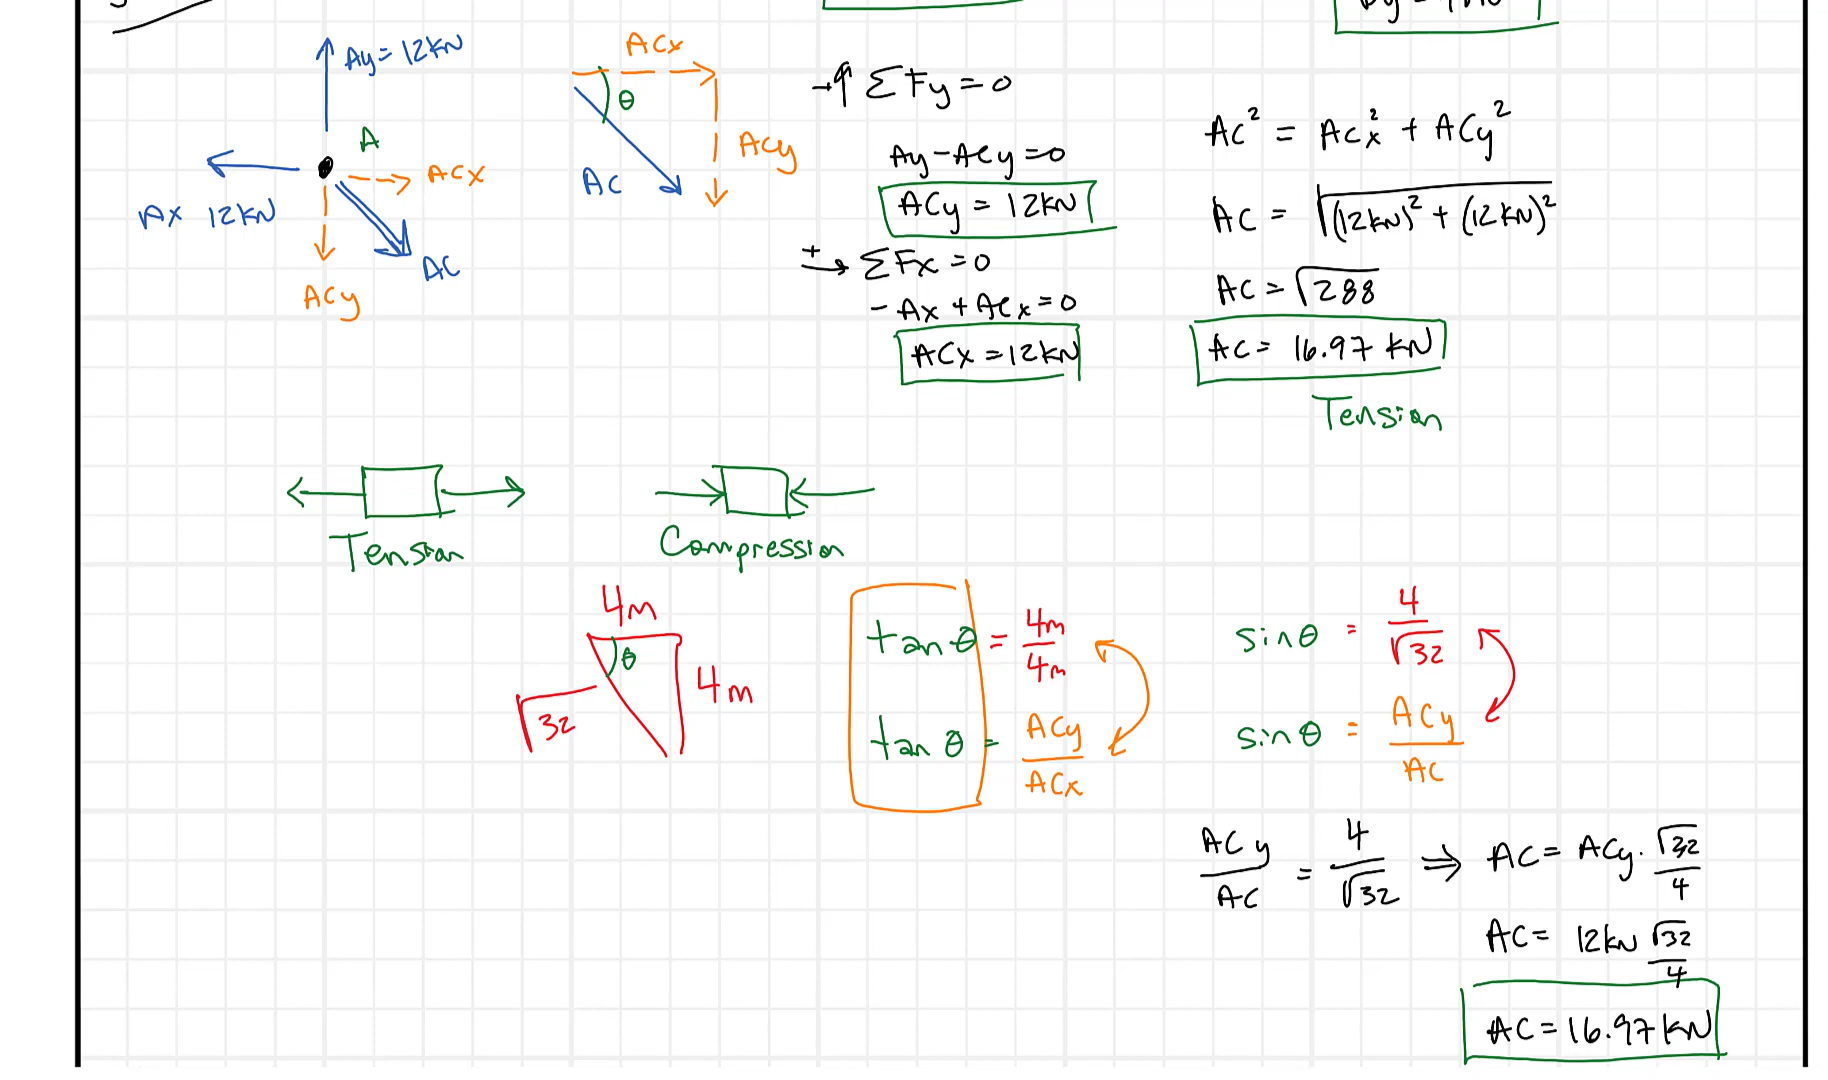 Ay = 12kN
A
Ax 12kN
ACx
ACy
AC
ACx
θ
ACy
AC
+↑ ΣFy = 0
Ay - ACy = 0
ACy = 12kN
+→ ΣFx = 0
- Ax + ACx = 0
ACx = 12kN
AC² = ACx² + ACy²
AC = √(12kN)² + (12kN)²
AC = √288
AC = 16.97 kN
Tension
Tension
Compression
4m
θ
4m
√32
tan θ = 4m/4m
tan θ = ACy/ACx
sin θ = 4/√32
sin θ = ACy/AC
ACy/AC = 4/√32 ⇒ AC = ACy · √32/4
AC = 12kN √32/4
AC = 16.97 kN